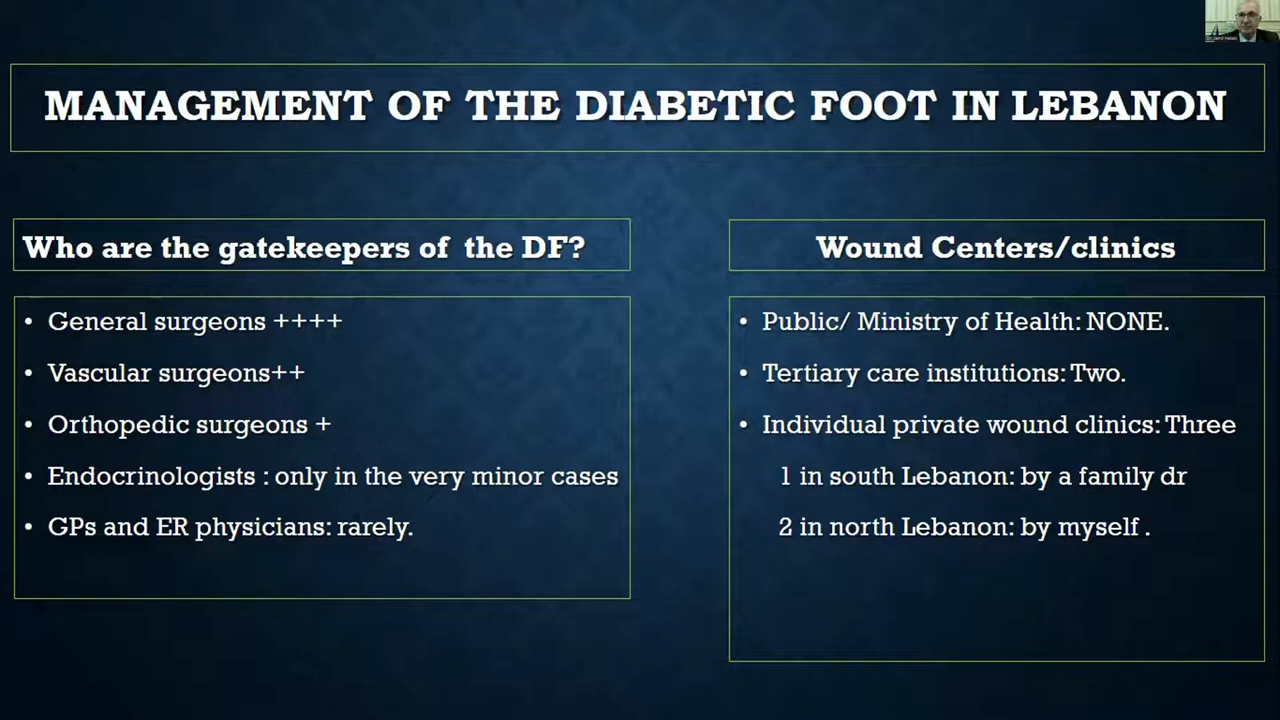 MANAGEMENT OF THE DIABETIC FOOT IN LEBANON
Who are the gatekeepers of the DF?
• General surgeons ++++
• Vascular surgeons++
• Orthopedic surgeons +
• Endocrinologists : only in the very minor cases
• GPs and ER physicians: rarely.
Wound Centers/clinics
• Public/ Ministry of Health: NONE.
• Tertiary care institutions: Two.
• Individual private wound clinics: Three
1 in south Lebanon: by a family dr
2 in north Lebanon: by myself .